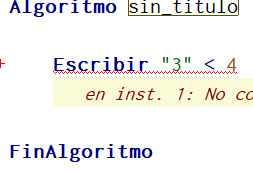 Algoritmo sin_titulo
Escribir "3" < 4
en inst. 1: No co
FinAlgoritmo